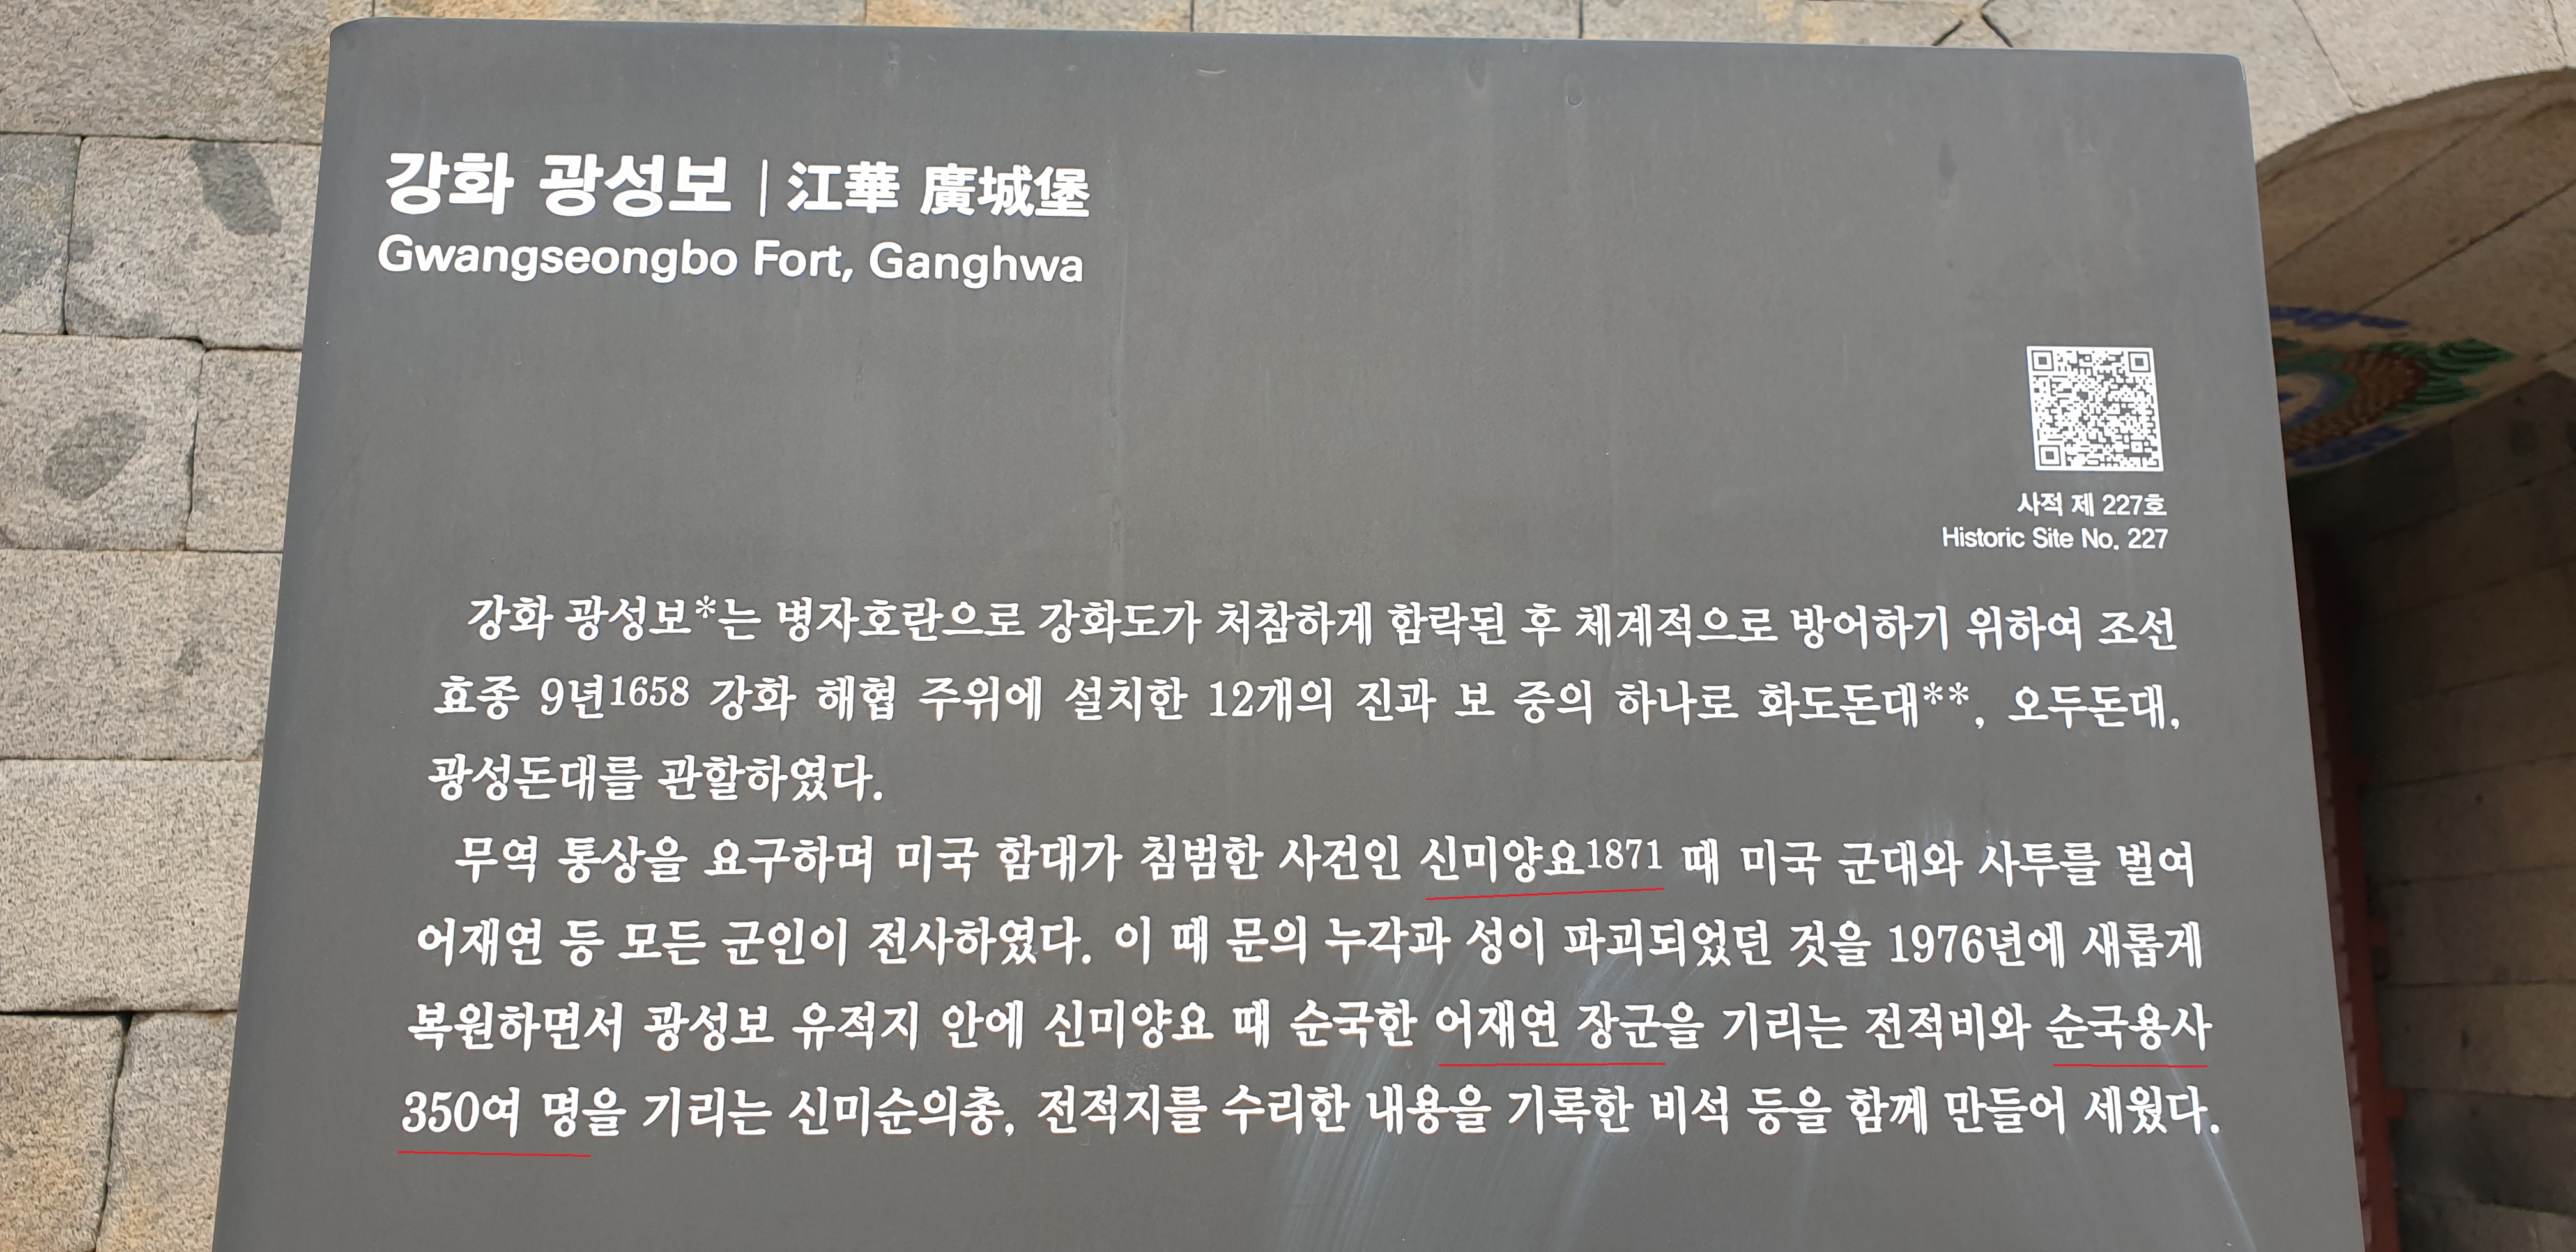 강화 광성보 | 江華 廣城堡
Gwangseongbo Fort, Ganghwa
사적 제 227호
Historic Site No. 227
강화 광성보*는 병자호란으로 강화도가 처참하게 함락된 후 체계적으로 방어하기 위하여 조선
효종 9년1658 강화 해협 주위에 설치한 12개의 진과 보 중의 하나로 화도돈대**, 오두돈대,
광성돈대를 관할하였다.
무역 통상을 요구하며 미국 함대가 침범한 사건인 신미양요1871 때 미국 군대와 사투를 벌여
어재연 등 모든 군인이 전사하였다. 이 때 문의 누각과 성이 파괴되었던 것을 1976년에 새롭게
복원하면서 광성보 유적지 안에 신미양요 때 순국한 어재연 장군을 기리는 전적비와 순국용사
350여 명을 기리는 신미순의총, 전적지를 수리한 내용을 기록한 비석 등을 함께 만들어 세웠다.